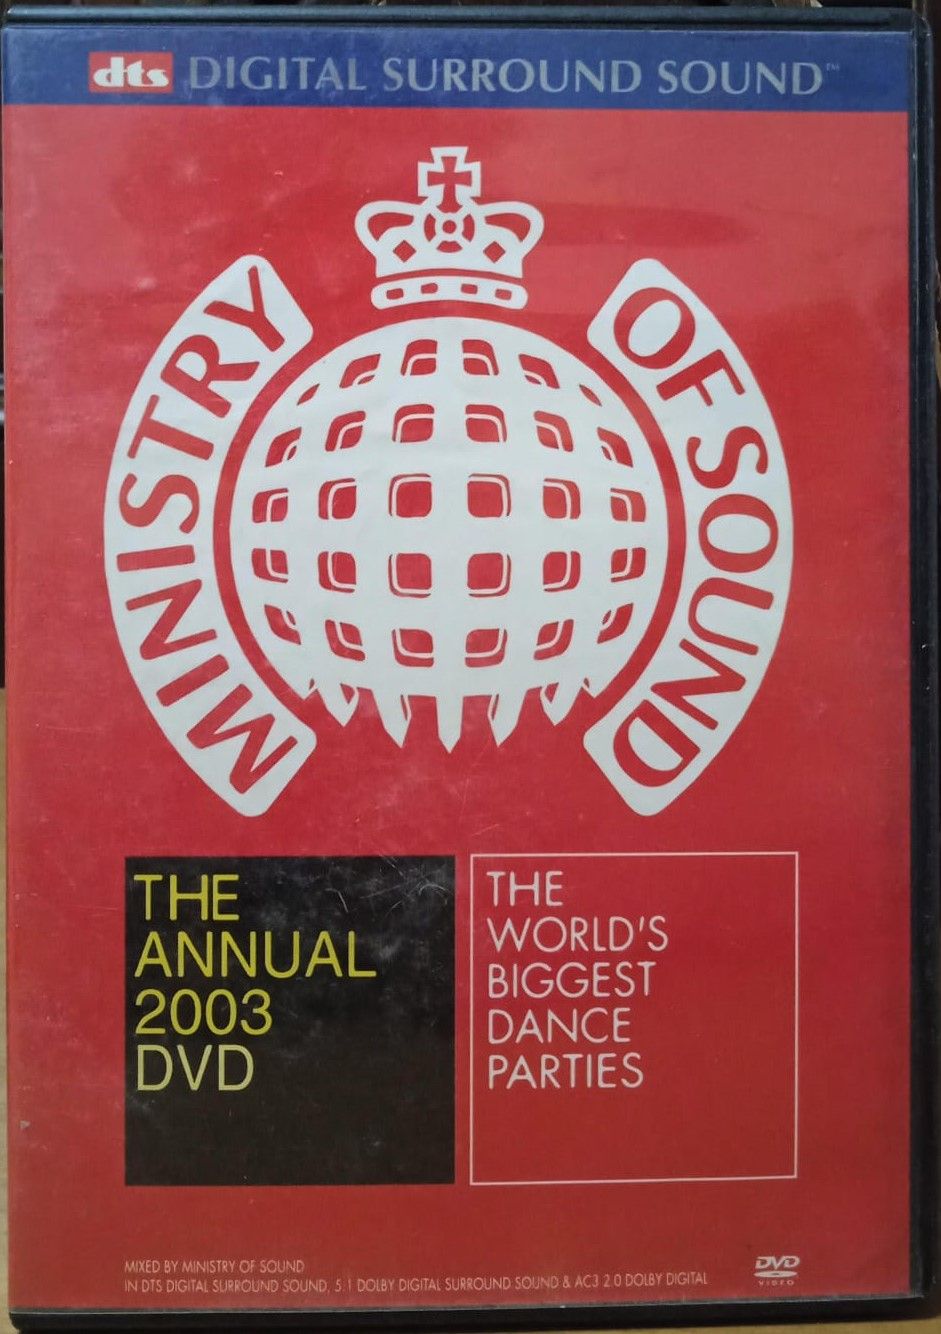 dts DIGITAL SURROUND SOUND™
MINISTRY OF SOUND
THE
ANNUAL
2003
DVD
THE
WORLD'S
BIGGEST
DANCE
PARTIES
MIXED BY MINISTRY OF SOUND
IN DTS DIGITAL SURROUND SOUND, 5.1 DOLBY DIGITAL SURROUND SOUND & AC3 2.0 DOLBY DIGITAL
DVD
VIDEO